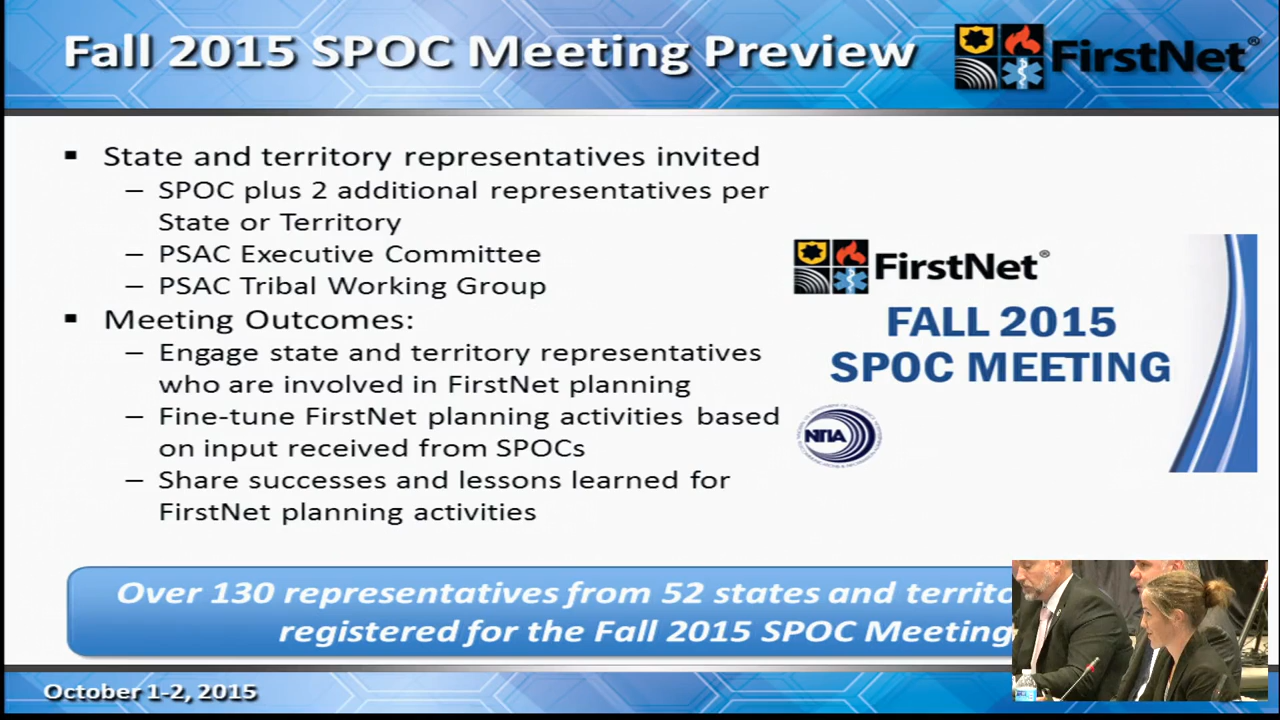 Fall 2015 SPOC Meeting Preview
FirstNet®
▪ State and territory representatives invited
– SPOC plus 2 additional representatives per
State or Territory
– PSAC Executive Committee
– PSAC Tribal Working Group
▪ Meeting Outcomes:
– Engage state and territory representatives
who are involved in FirstNet planning
– Fine-tune FirstNet planning activities based
on input received from SPOCs
– Share successes and lessons learned for
FirstNet planning activities
FirstNet®
FALL 2015
SPOC MEETING
NTIA
Over 130 representatives from 52 states and
registered for the Fall 2015 SPOC Meeting
October 1-2, 2015